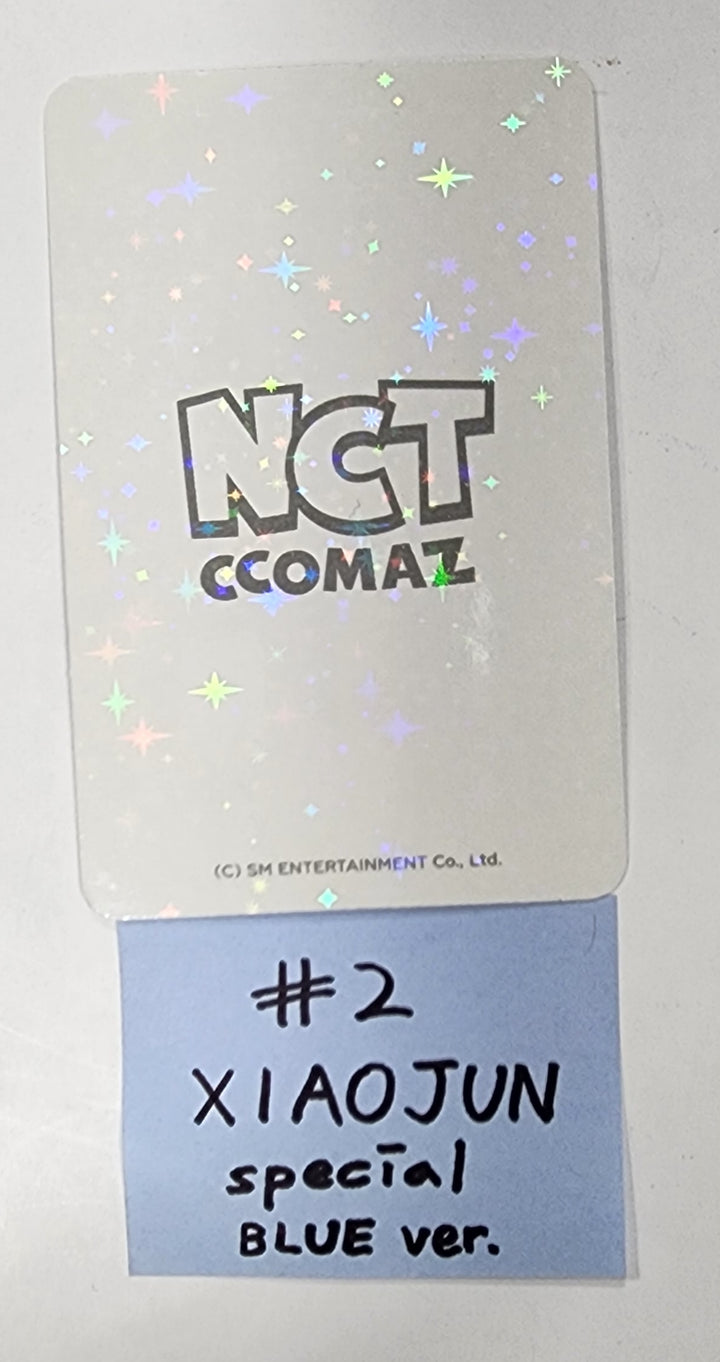 NCT
CCOMAZ
(C) SM ENTERTAINMENT Co., Ltd.
#2
XIAOJUN
special
BLUE ver.